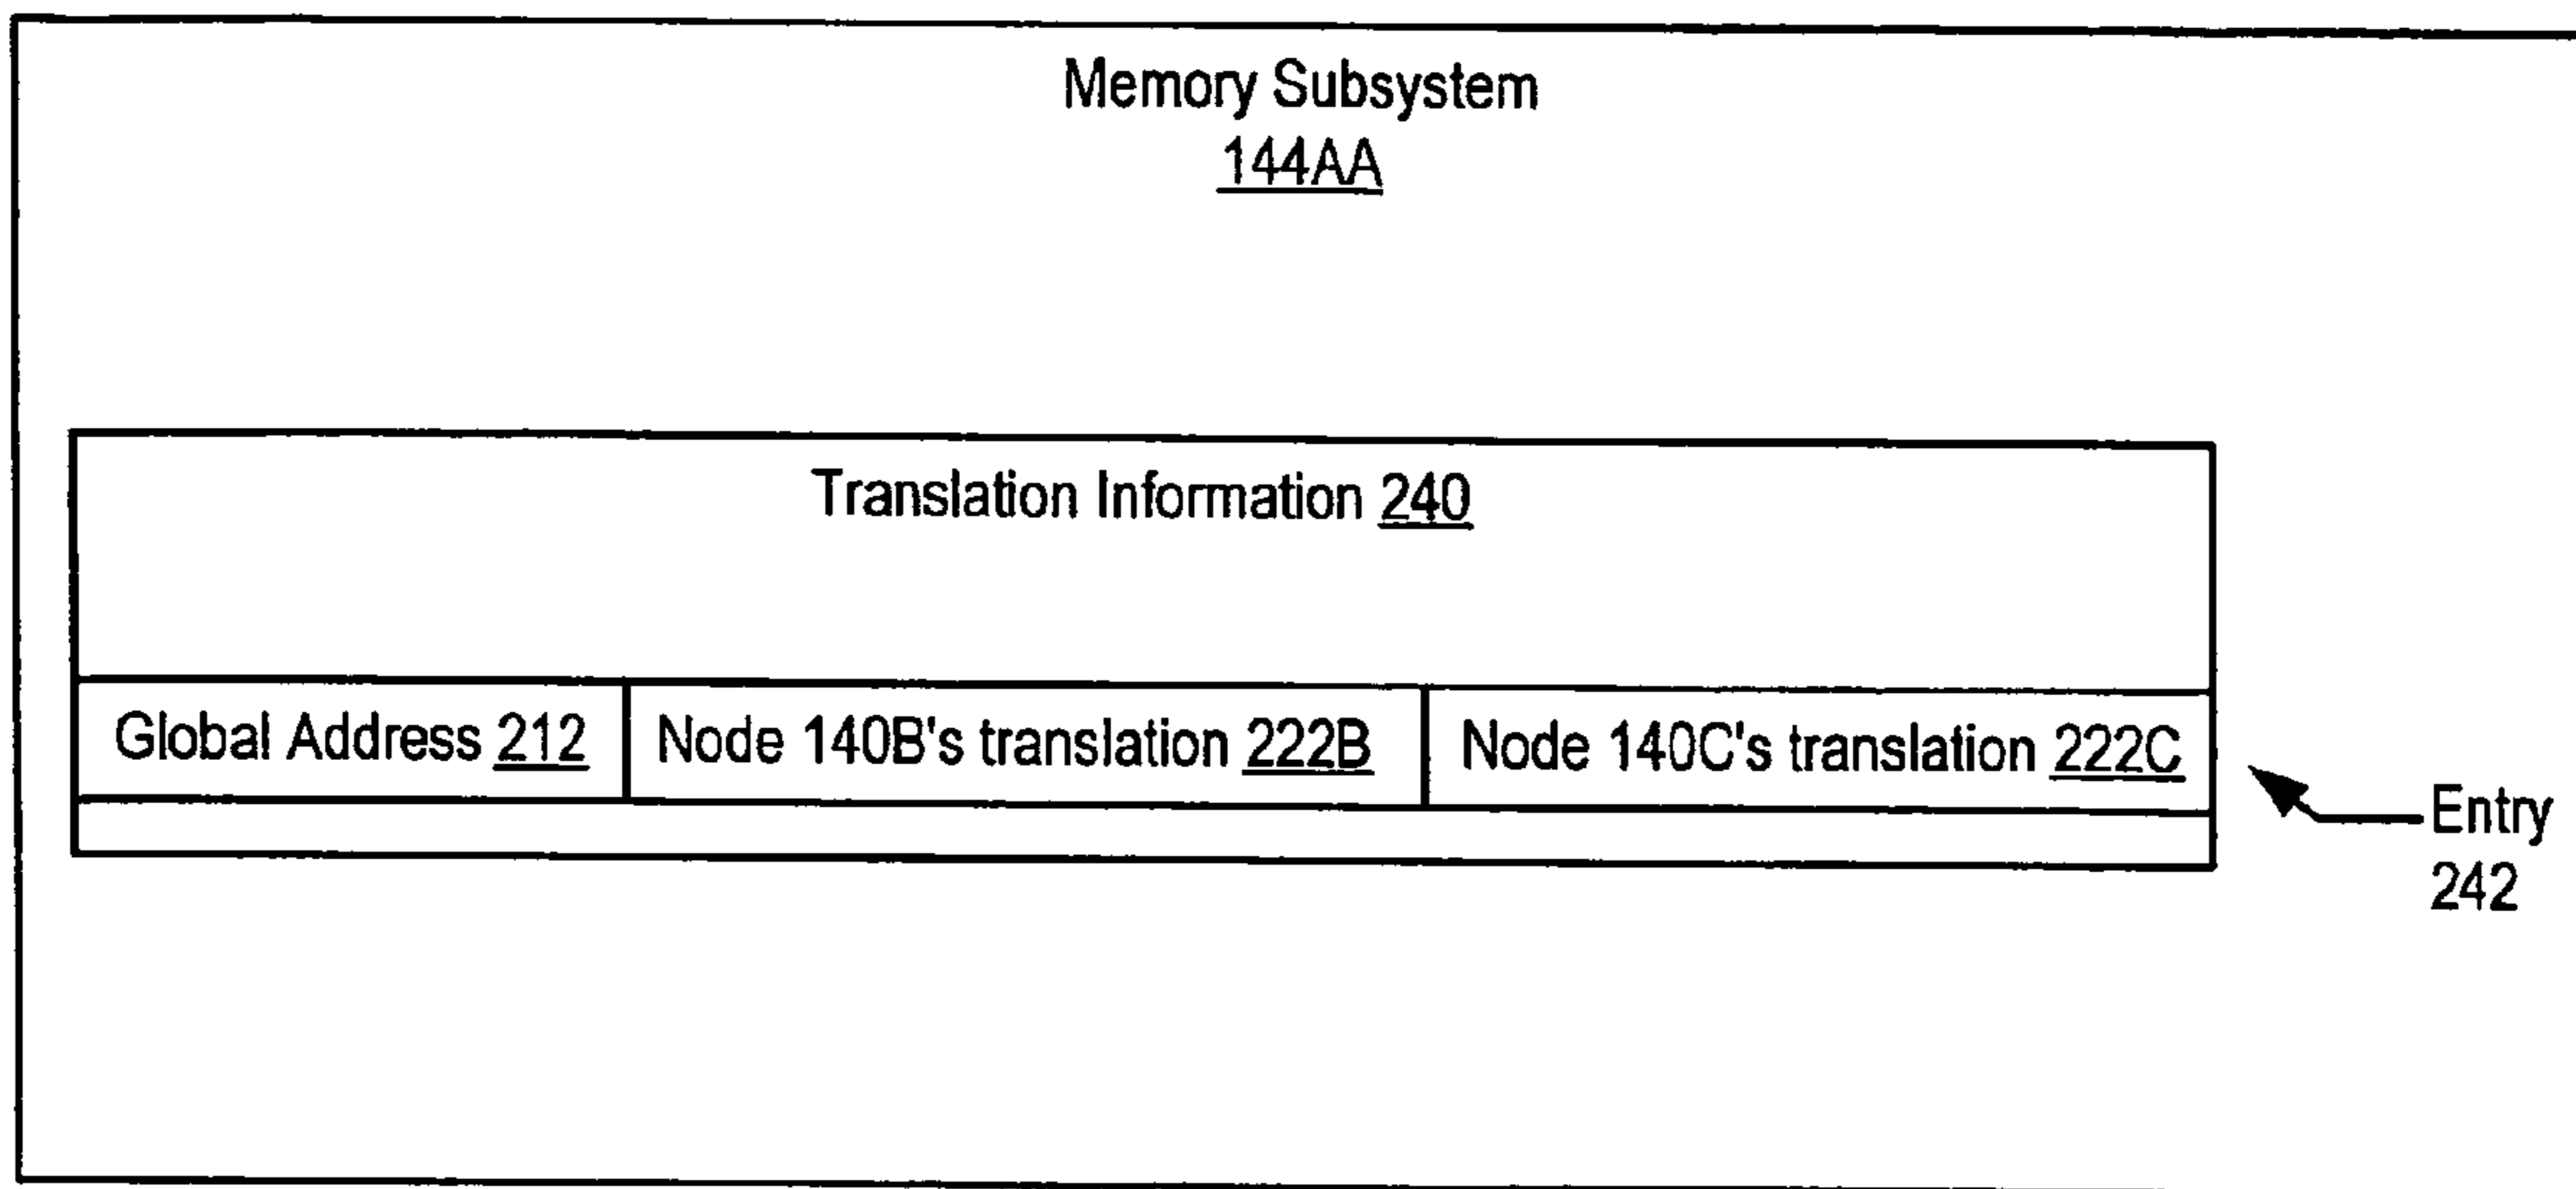 Memory Subsystem
144AA
Translation Information 240
Global Address 212
Node 140B's translation 222B
Node 140C's translation 222C
Entry
242